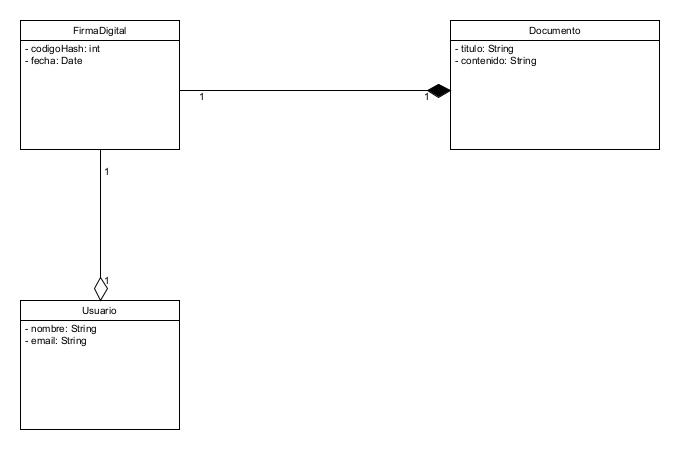 FirmaDigital
- codigoHash: int
- fecha: Date
Documento
- titulo: String
- contenido: String
1
1
1
1
Usuario
- nombre: String
- email: String